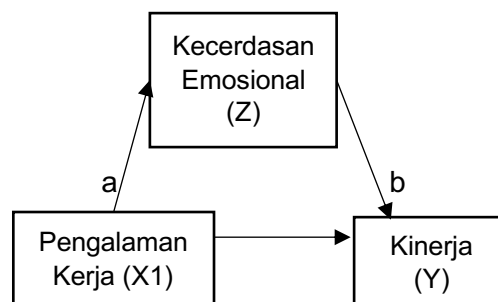 Kecerdasan
Emosional
(Z)
a
b
Pengalaman
Kerja (X1)
Kinerja
(Y)